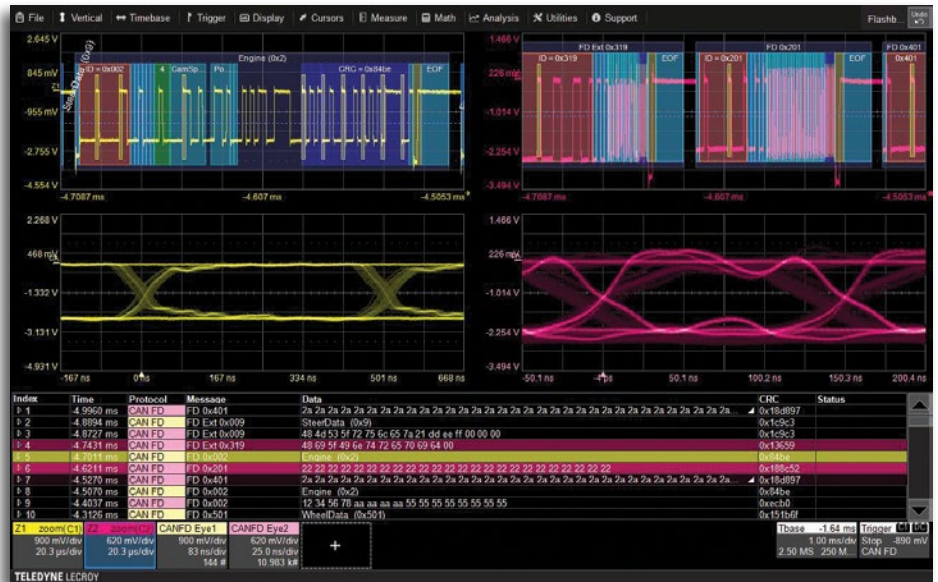 File Vertical Timebase Trigger Display Cursors Measure Math Analysis Utilities Support Flashb... Undo
2.645 V
845 mV
-955 mV
-2.755 V
-4.554 V
-4.7087 ms -4.607 ms -4.5053 ms
SteerData (0x9)
Engine (0x2)
ID = 0x002 4 CamSp Po CRC = 0x84be EOF
Z1
1.466 V
226 mV
-1.014 V
-2.254 V
-3.494 V
-4.7087 ms -4.607 ms -4.5053 ms
FD Ext 0x319 FD 0x201 FD 0x401
ID = 0x319 EOF ID = 0x201 EOF 0x401
2.268 V
468 mV
-1.332 V
-3.131 V
-4.931 V
-167 ns 0 ns 167 ns 334 ns 501 ns 668 ns
1.466 V
226 mV
-1.014 V
-2.254 V
-3.494 V
-50.1 ns 50.1 ns 100.2 ns 150.3 ns 200.4 ns
Index Time Protocol Message Data CRC Status
1 -4.9960 ms CAN FD FD 0x401 2a 2a 2a 2a 2a 2a 2a 2a 2a 2a 2a 2a 2a 2a 2a 2a 2a 2a 2a 2a 2a 2a 2a 2a 2a 2a 2a 2a 2a 2a 2a... 0x18d897
2 -4.8894 ms CAN FD FD Ext 0x009 SteerData (0x9) 0x1c9c3
3 -4.8727 ms CAN FD FD Ext 0x009 48 4d 53 5f 72 75 6c 65 7a 21 dd ee ff 00 00 00 0x1c9c3
4 -4.7431 ms CAN FD FD Ext 0x319 48 69 5f 49 6e 74 72 65 70 69 64 00 0x13659
5 -4.7011 ms CAN FD FD 0x002 Engine (0x2) 0x84be
6 -4.6211 ms CAN FD FD 0x201 22 22 22 22 22 22 22 22 22 22 22 22 22 22 22 22 22 22 22 22 22 22 22 22 0x188c52
7 -4.5270 ms CAN FD FD 0x401 2a 2a 2a 2a 2a 2a 2a 2a 2a 2a 2a 2a 2a 2a 2a 2a 2a 2a 2a 2a 2a 2a 2a 2a 2a 2a 2a 2a 2a 2a 2a... 0x18d897
8 -4.5070 ms CAN FD FD 0x002 Engine (0x2) 0x84be
9 -4.4037 ms CAN FD FD 0x002 12 34 56 78 aa aa aa aa 55 55 55 55 55 55 55 55 0xecb0
10 -4.3126 ms CAN FD FD 0x501 WheelData (0x501) 0x151b6f
Z1 zoom(C1) Z2 zoom(C2) CANFD Eye1 CANFD Eye2 Tbase -1.64 ms Trigger C1 DC
900 mV/div 620 mV/div 900 mV/div 620 mV/div 1.00 ms/div Stop -890 mV
20.3 µs/div 20.3 µs/div 83 ns/div 25.0 ns/div 2.50 MS 250 M... CAN FD
144 # 10.983 k#
+
TELEDYNE LECROY